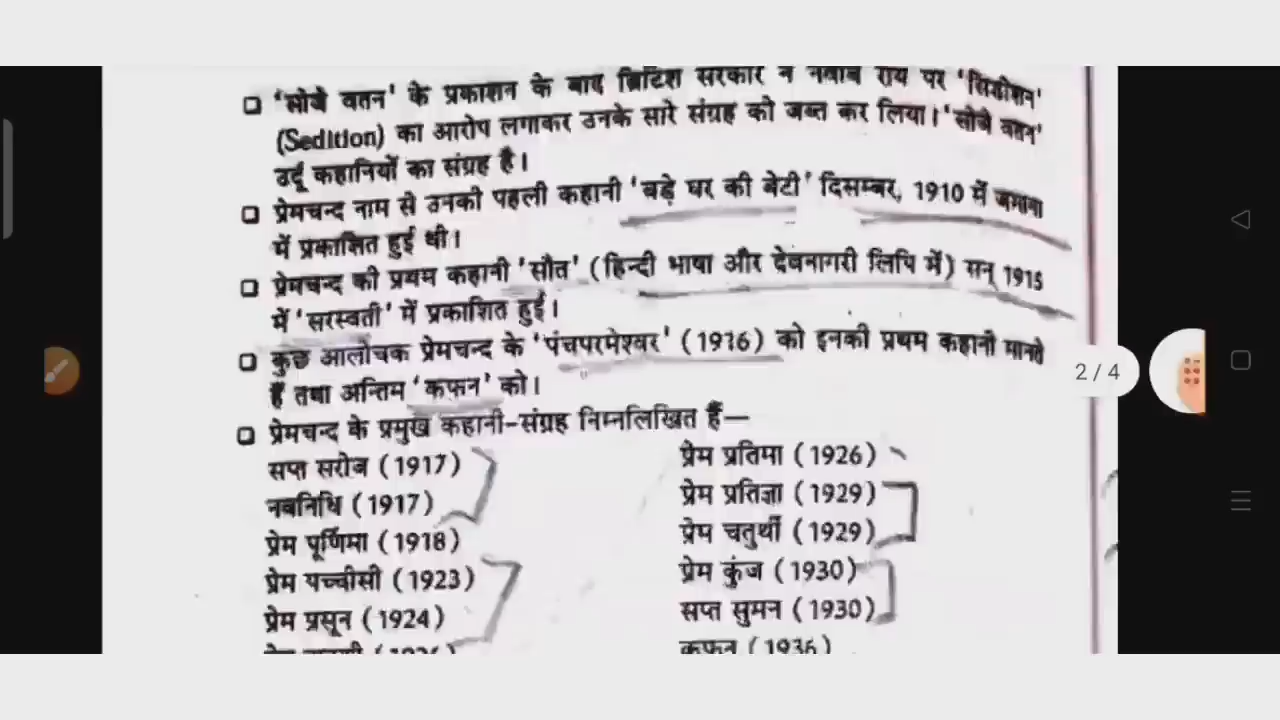 ❑ 'सोजे वतन' के प्रकाशन के बाद ब्रिटिश सरकार ने नवाब राय पर 'सिडीशन'
(Sedition) का आरोप लगाकर उनके सारे संग्रह को जब्त कर लिया। 'सोजे वतन'
उर्दू कहानियों का संग्रह है।
❑ प्रेमचन्द नाम से उनकी पहली कहानी 'बड़े घर की बेटी' दिसम्बर, 1910 में जमाना
में प्रकाशित हुई थी।
❑ प्रेमचन्द की प्रथम कहानी 'सौत' (हिन्दी भाषा और देवनागरी लिपि में) सन् 1915
में 'सरस्वती' में प्रकाशित हुई।
❑ कुछ आलोचक प्रेमचन्द के 'पंचपरमेश्वर' (1916) को इनकी प्रथम कहानी मानते
हैं तथा अन्तिम 'कफन' को।
❑ प्रेमचन्द के प्रमुख कहानी-संग्रह निम्नलिखित हैं—
सप्त सरोज (1917)
नवनिधि (1917)
प्रेम पूर्णिमा (1918)
प्रेम पच्चीसी (1923)
प्रेम प्रसून (1924)
प्रेम प्रतिमा (1926)
प्रेम प्रतिज्ञा (1929)
प्रेम चतुर्थी (1929)
प्रेम कुंज (1930)
सप्त सुमन (1930)
कफन (1936)
2/4